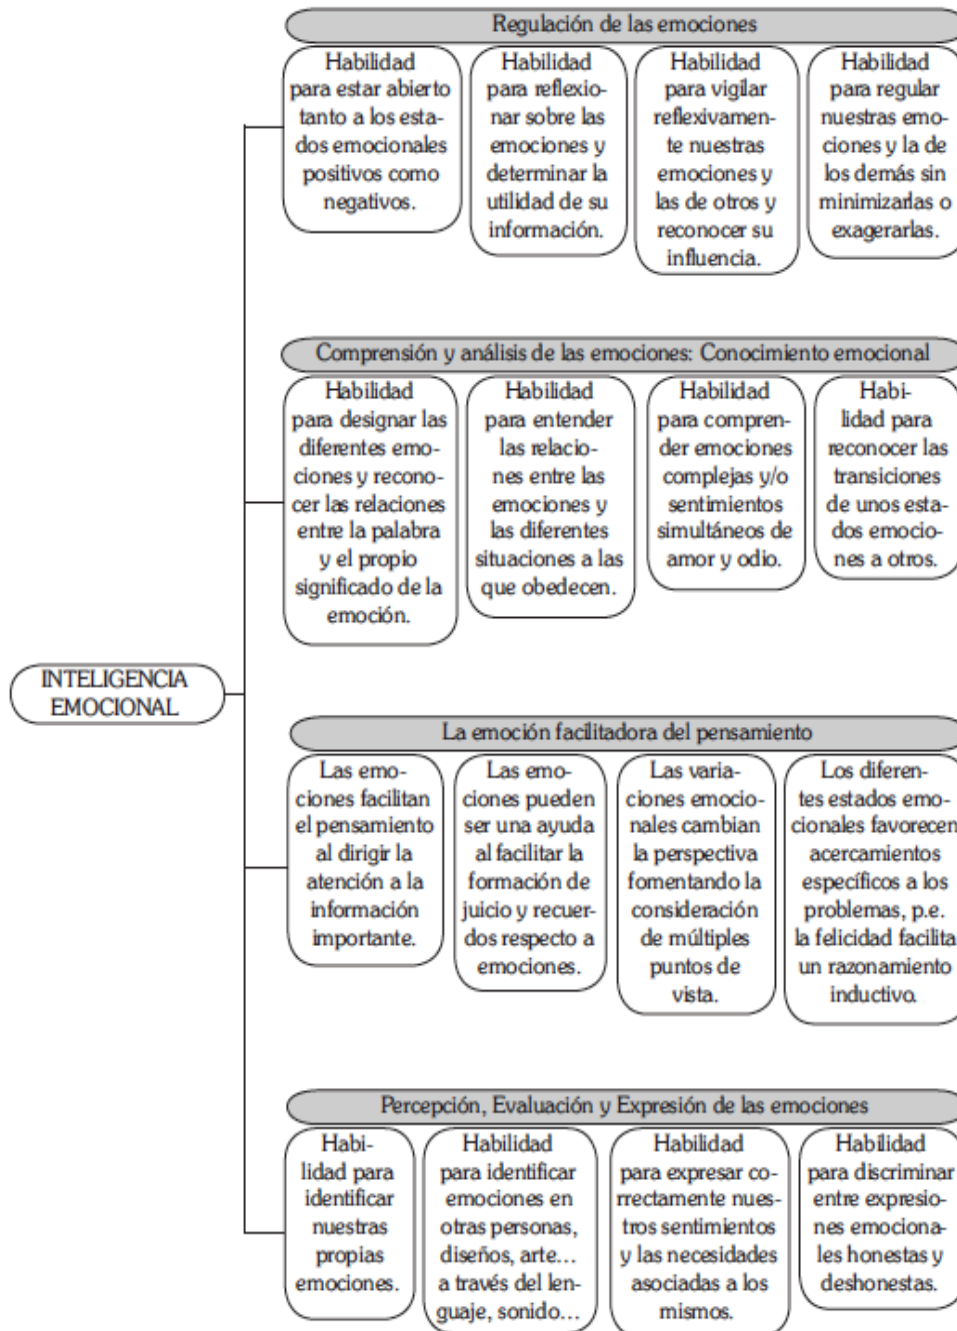 Regulación de las emociones
Habilidad
para estar abierto
tanto a los esta-
dos emocionales
positivos como
negativos.
Habilidad
para reflexio-
nar sobre las
emociones y
determinar la
utilidad de su
información.
Habilidad
para vigilar
reflexivamen-
te nuestras
emociones y
las de otros y
reconocer su
influencia.
Habilidad
para regular
nuestras emo-
ciones y la de
los demás sin
minimizarlas o
exagerarlas.
Comprensión y análisis de las emociones: Conocimiento emocional
Habilidad
para designar las
diferentes emo-
ciones y recono-
cer las relaciones
entre la palabra
y el propio
significado de la
emoción.
Habilidad
para entender
las relacio-
nes entre las
emociones y
las diferentes
situaciones a las
que obedecen.
Habilidad
para compren-
der emociones
complejas y/o
sentimientos
simultáneos de
amor y odio.
Habi-
lidad para
reconocer las
transiciones
de unos esta-
dos emocio-
nes a otros.
INTELIGENCIA
EMOCIONAL
La emoción facilitadora del pensamiento
Las emo-
ciones facilitan
el pensamiento
al dirigir la
atención a la
información
importante.
Las emo-
ciones pueden
ser una ayuda
al facilitar la
formación de
juicio y recuer-
dos respecto a
emociones.
Las varia-
ciones emocio-
nales cambian
la perspectiva
fomentando la
consideración
de múltiples
puntos de
vista.
Los diferen-
tes estados emo-
cionales favorecen
acercamientos
específicos a los
problemas, p.e.
la felicidad facilita
un razonamiento
inductivo.
Percepción, Evaluación y Expresión de las emociones
Habi-
lidad para
identificar
nuestras
propias
emociones.
Habilidad
para identificar
emociones en
otras personas,
diseños, arte...
a través del len-
guaje, sonido...
Habilidad
para expresar co-
rrectamente nues-
tros sentimientos
y las necesidades
asociadas a los
mismos.
Habilidad
para discriminar
entre expresio-
nes emociona-
les honestas y
deshonestas.